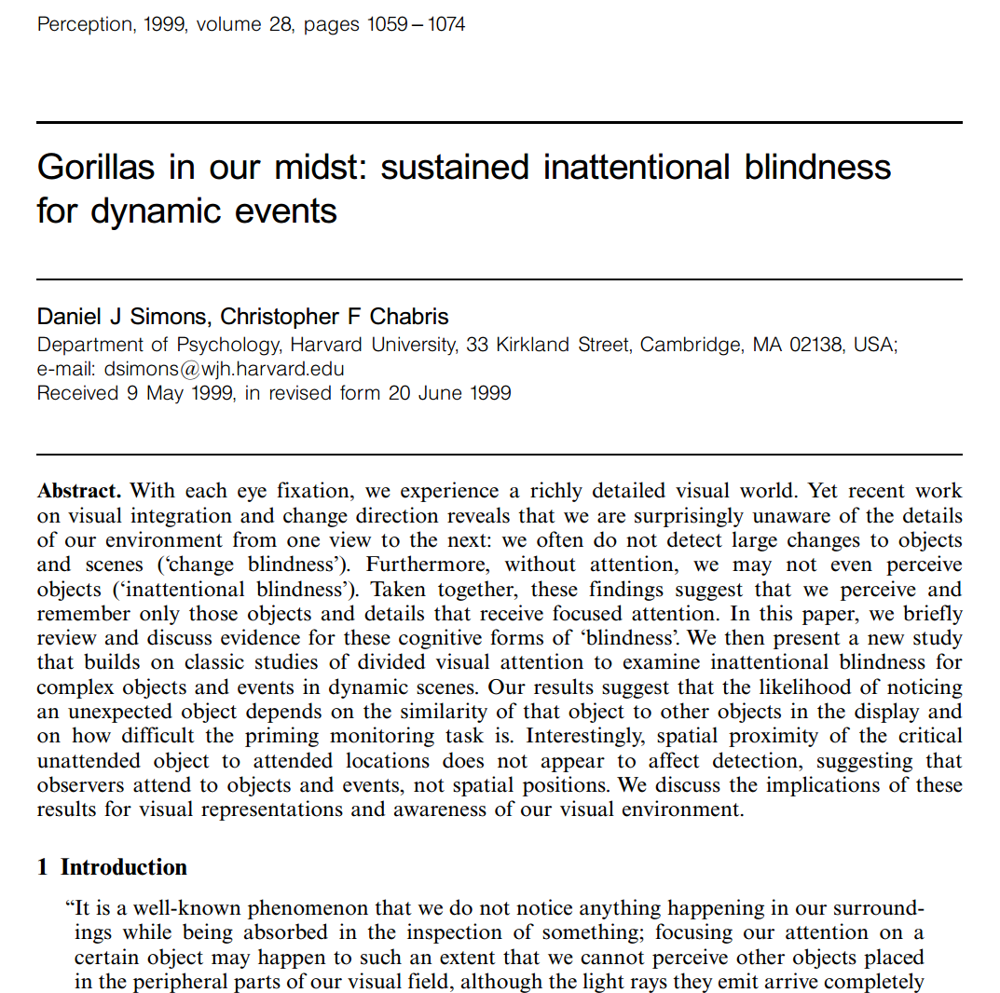 Perception, 1999, volume 28, pages 1059 – 1074
Gorillas in our midst: sustained inattentional blindness
for dynamic events
Daniel J Simons, Christopher F Chabris
Department of Psychology, Harvard University, 33 Kirkland Street, Cambridge, MA 02138, USA;
e-mail: dsimons@wjh.harvard.edu
Received 9 May 1999, in revised form 20 June 1999
Abstract. With each eye fixation, we experience a richly detailed visual world. Yet recent work
on visual integration and change direction reveals that we are surprisingly unaware of the details
of our environment from one view to the next: we often do not detect large changes to objects
and scenes (‘change blindness’). Furthermore, without attention, we may not even perceive
objects (‘inattentional blindness’). Taken together, these findings suggest that we perceive and
remember only those objects and details that receive focused attention. In this paper, we briefly
review and discuss evidence for these cognitive forms of ‘blindness’. We then present a new study
that builds on classic studies of divided visual attention to examine inattentional blindness for
complex objects and events in dynamic scenes. Our results suggest that the likelihood of noticing
an unexpected object depends on the similarity of that object to other objects in the display and
on how difficult the priming monitoring task is. Interestingly, spatial proximity of the critical
unattended object to attended locations does not appear to affect detection, suggesting that
observers attend to objects and events, not spatial positions. We discuss the implications of these
results for visual representations and awareness of our visual environment.
1 Introduction
“It is a well-known phenomenon that we do not notice anything happening in our surround-
ings while being absorbed in the inspection of something; focusing our attention on a
certain object may happen to such an extent that we cannot perceive other objects placed
in the peripheral parts of our visual field, although the light rays they emit arrive completely